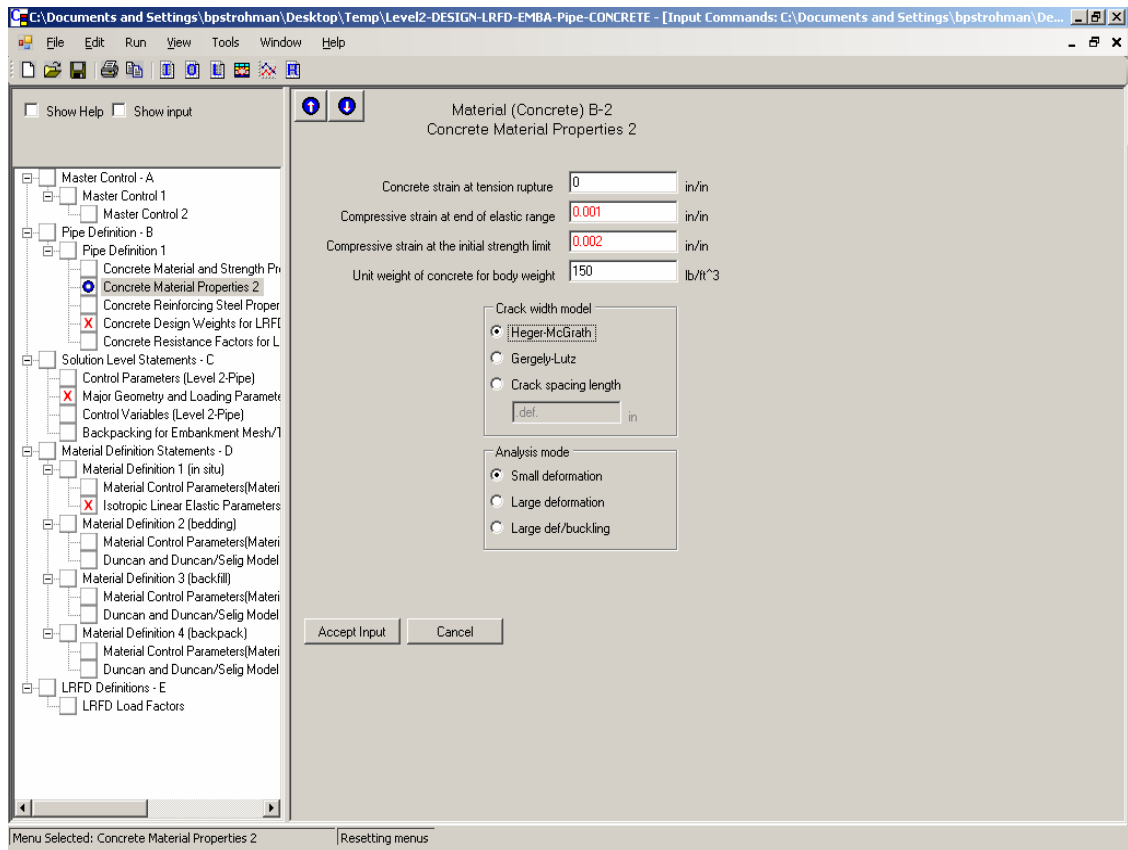 C:\Documents and Settings\bpstrohman\Desktop\Temp\Level2-DESIGN-LRFD-EMBA-Pipe-CONCRETE - [Input Commands: C:\Documents and Settings\bpstrohman\De...
File Edit Run View Tools Window Help
Show Help Show input
Master Control - A
Master Control 1
Master Control 2
Pipe Definition - B
Pipe Definition 1
Concrete Material and Strength Pr
Concrete Material Properties 2
Concrete Reinforcing Steel Proper
Concrete Design Weights for LRF
Concrete Resistance Factors for L
Solution Level Statements - C
Control Parameters (Level 2-Pipe)
Major Geometry and Loading Paramete
Control Variables (Level 2-Pipe)
Backpacking for Embankment Mesh/T
Material Definition Statements - D
Material Definition 1 (in situ)
Material Control Parameters(Materi
Isotropic Linear Elastic Parameters
Material Definition 2 (bedding)
Material Control Parameters(Materi
Duncan and Duncan/Selig Model
Material Definition 3 (backfill)
Material Control Parameters(Materi
Duncan and Duncan/Selig Model
Material Definition 4 (backpack)
Material Control Parameters(Materi
Duncan and Duncan/Selig Model
LRFD Definitions - E
LRFD Load Factors
Material (Concrete) B-2
Concrete Material Properties 2
Concrete strain at tension rupture 0 in/in
Compressive strain at end of elastic range 0.001 in/in
Compressive strain at the initial strength limit 0.002 in/in
Unit weight of concrete for body weight 150 lb/ft^3
Crack width model
Heger-McGrath
Gergely-Lutz
Crack spacing length
.def. in
Analysis mode
Small deformation
Large deformation
Large def/buckling
Accept Input Cancel
Menu Selected: Concrete Material Properties 2 Resetting menus